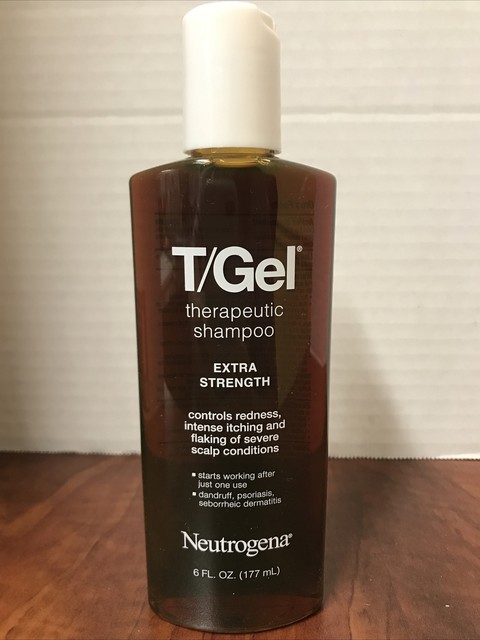 T/Gel®
therapeutic
shampoo
EXTRA
STRENGTH
controls redness,
intense itching and
flaking of severe
scalp conditions
▪ starts working after
just one use
▪ dandruff, psoriasis,
seborrheic dermatitis
Neutrogena®
6 FL. OZ. (177 mL)